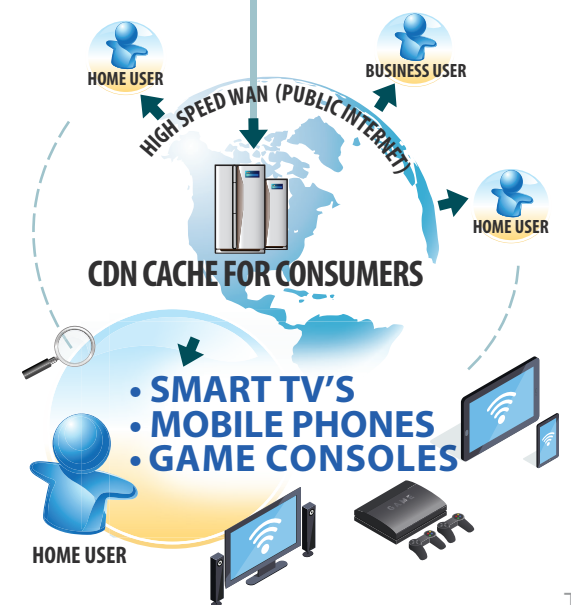 HOME USER
BUSINESS USER
HIGH SPEED WAN (PUBLIC INTERNET)
HOME USER
CDN CACHE FOR CONSUMERS
• SMART TV'S
• MOBILE PHONES
• GAME CONSOLES
HOME USER